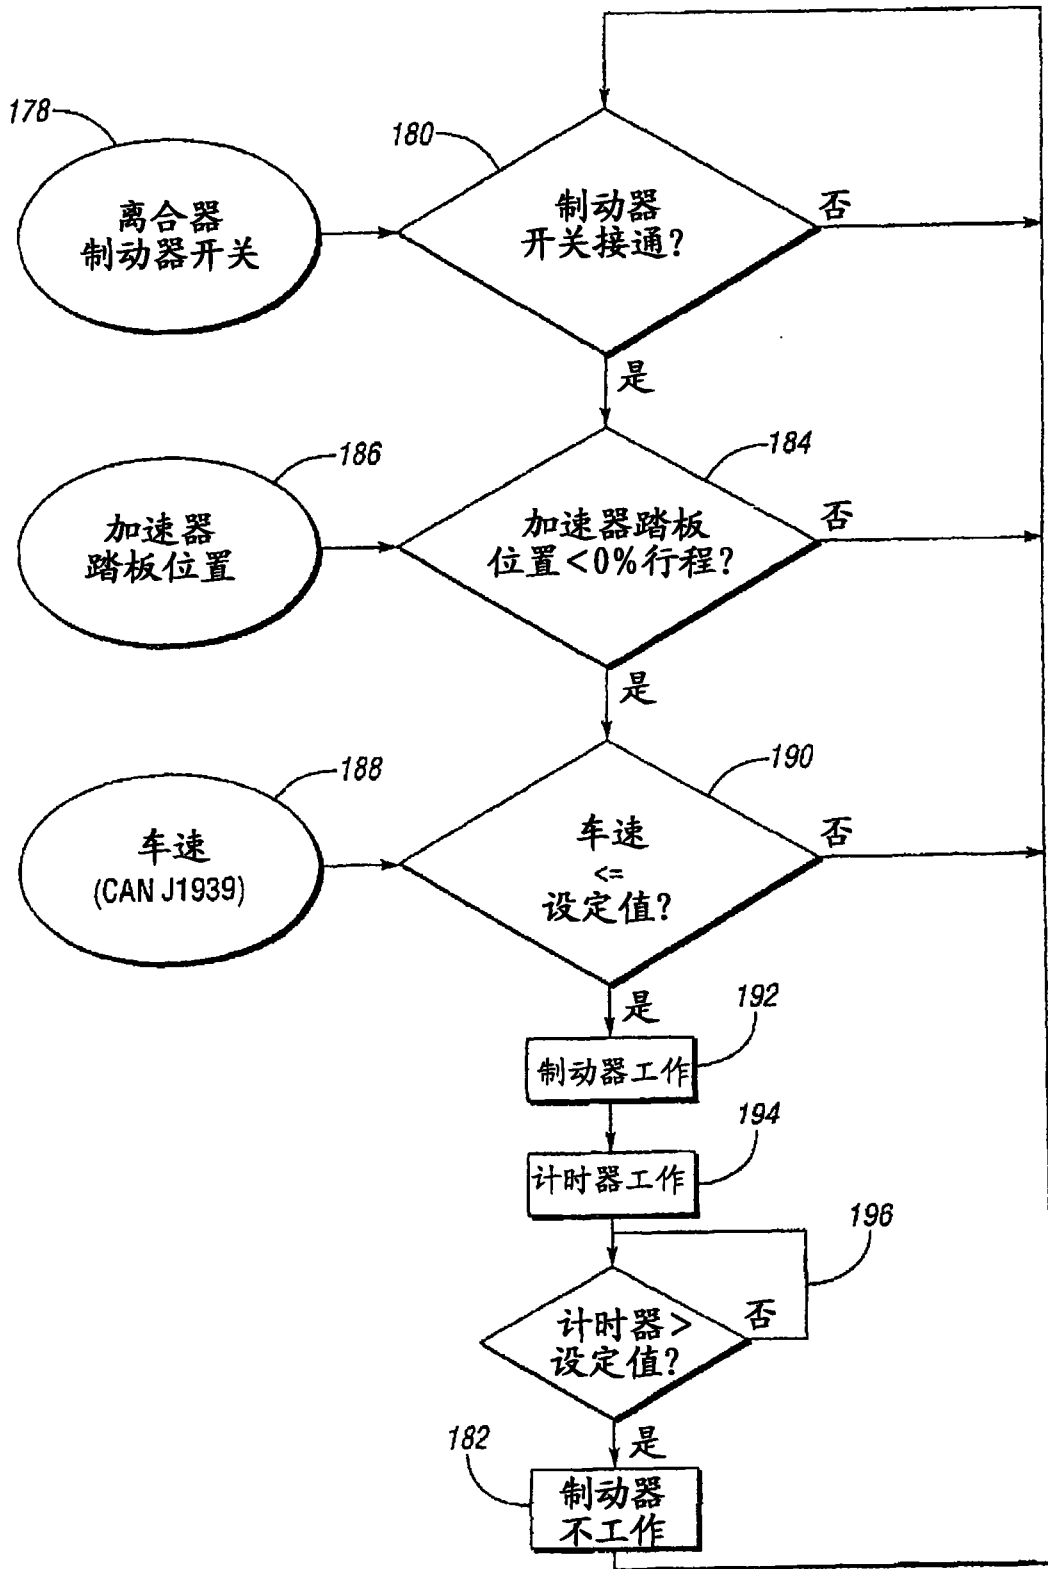 178
离合器
制动器开关
180
制动器
开关接通?
否
是
186
加速器
踏板位置
184
加速器踏板
位置<0%行程?
否
是
188
车速
(CAN J1939)
190
车速
<=
设定值?
否
是
192
制动器工作
194
计时器工作
196
计时器>
设定值?
否
是
182
制动器
不工作